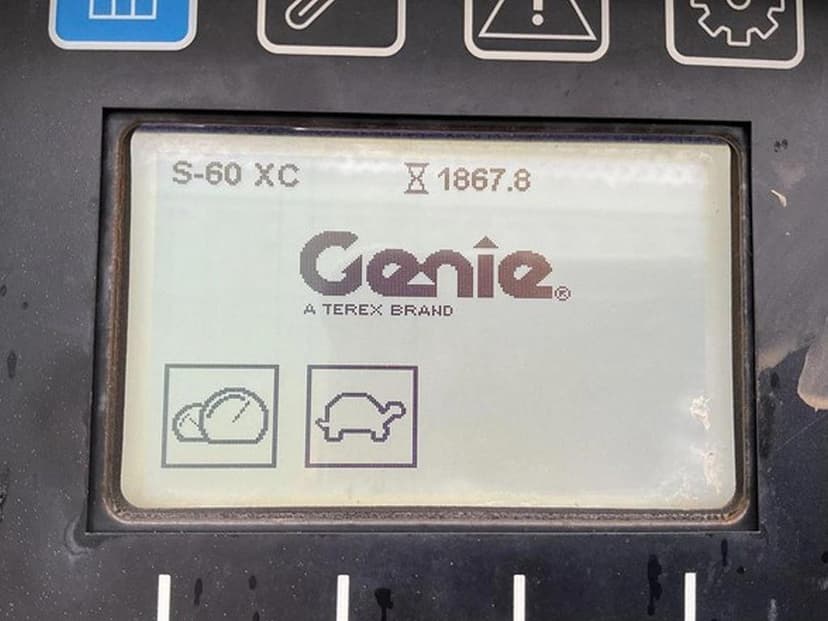 S-60 XC 1867.8
Genie®
A TEREX BRAND